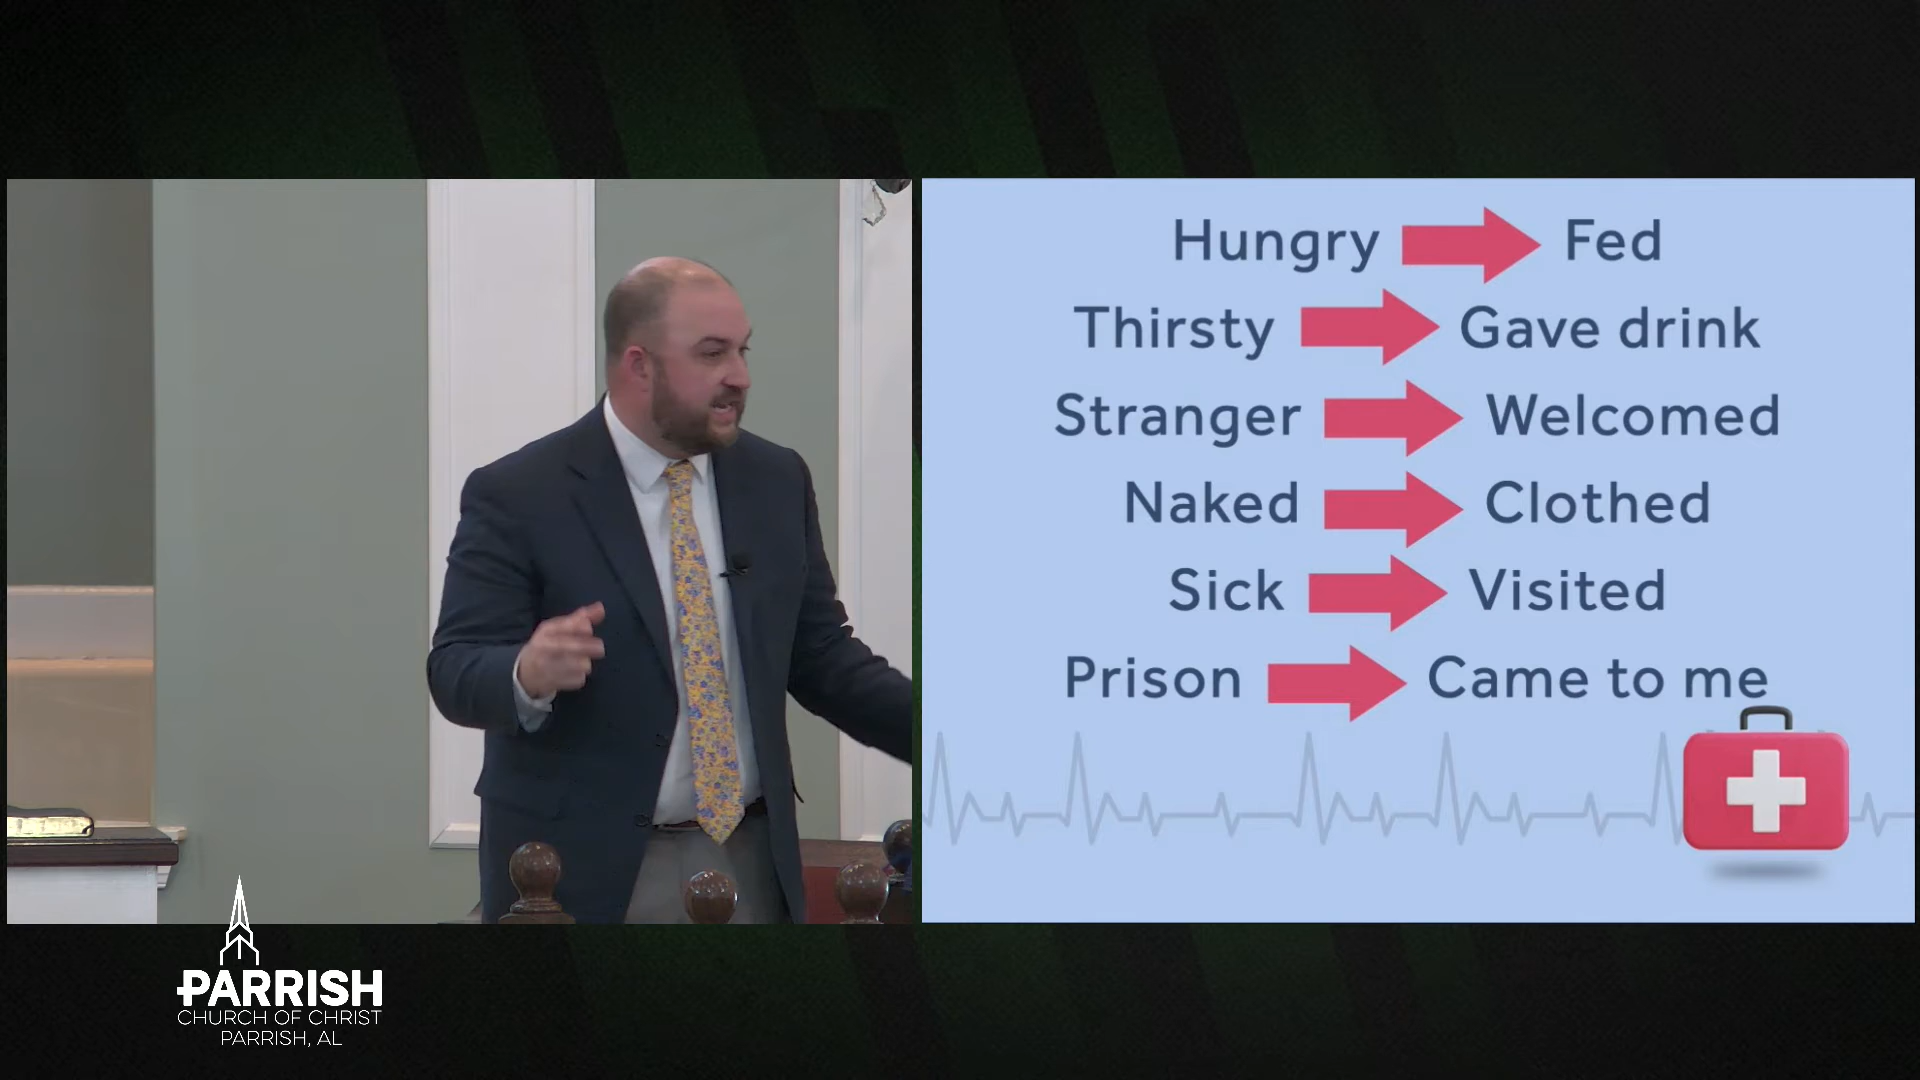 Hungry Fed
Thirsty Gave drink
Stranger Welcomed
Naked Clothed
Sick Visited
Prison Came to me
PARRISH
CHURCH OF CHRIST
PARRISH, AL